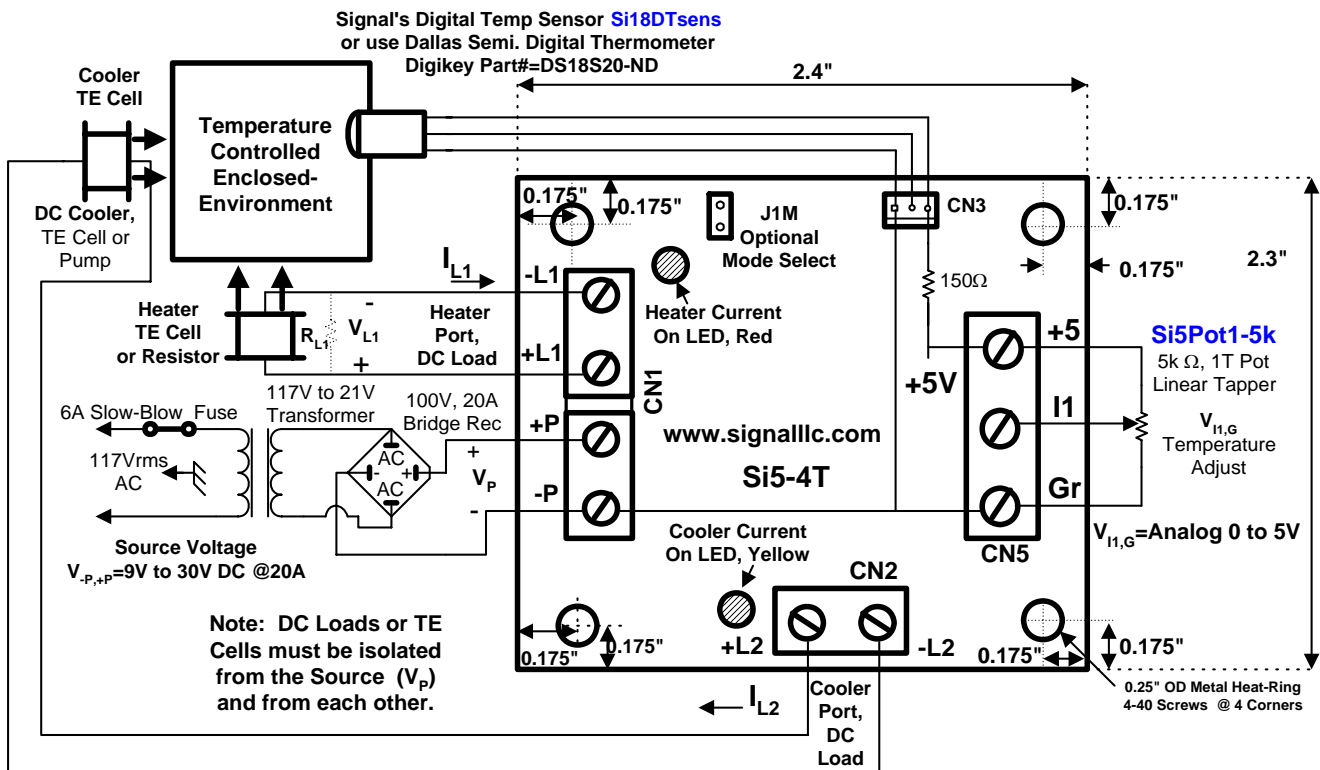 Signal's Digital Temp Sensor Si18DTsens
or use Dallas Semi. Digital Thermometer
Digikey Part#=DS18S20-ND
Cooler
TE Cell
Temperature
Controlled
Enclosed-
Environment
DC Cooler,
TE Cell or
Pump
2.4"
0.175"
0.175"
J1M
Optional
Mode Select
CN3
0.175"
0.175"
2.3"
150Ω
IL1
-L1
Heater
TE Cell
or Resistor
RL1
-
VL1
+
Heater
Port,
DC Load
+L1
CN1
Heater Current
On LED, Red
+5V
+5
I1
Gr
CN5
Si5Pot1-5k
5k Ω, 1T Pot
Linear Tapper
VI1,G
Temperature
Adjust
VI1,G=Analog 0 to 5V
6A Slow-Blow Fuse
117V to 21V
Transformer
100V, 20A
Bridge Rec
117Vrms
AC
AC
- +
AC
+
VP
-
+P
-P
www.signalllc.com
Si5-4T
Source Voltage
V-P,+P=9V to 30V DC @20A
Cooler Current
On LED, Yellow
CN2
+L2
-L2
Note: DC Loads or TE
Cells must be isolated
from the Source (VP)
and from each other.
0.175"
0.175"
0.175"
0.175"
0.25" OD Metal Heat-Ring
4-40 Screws @ 4 Corners
IL2
Cooler
Port,
DC
Load